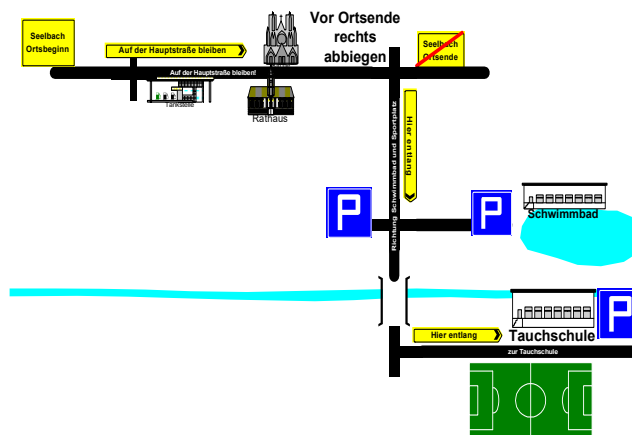 Seelbach
Ortsbeginn
Auf der Hauptstraße bleiben
Vor Ortsende
rechts
abbiegen
Seelbach
Ortsende
Auf der Hauptstraße bleiben!
Tankstelle
Rathaus
Hier entlang
Richtung Schwimmbad und Sportplatz
P
P
Schwimmbad
P
Hier entlang
Tauchschule
zur Tauchschule